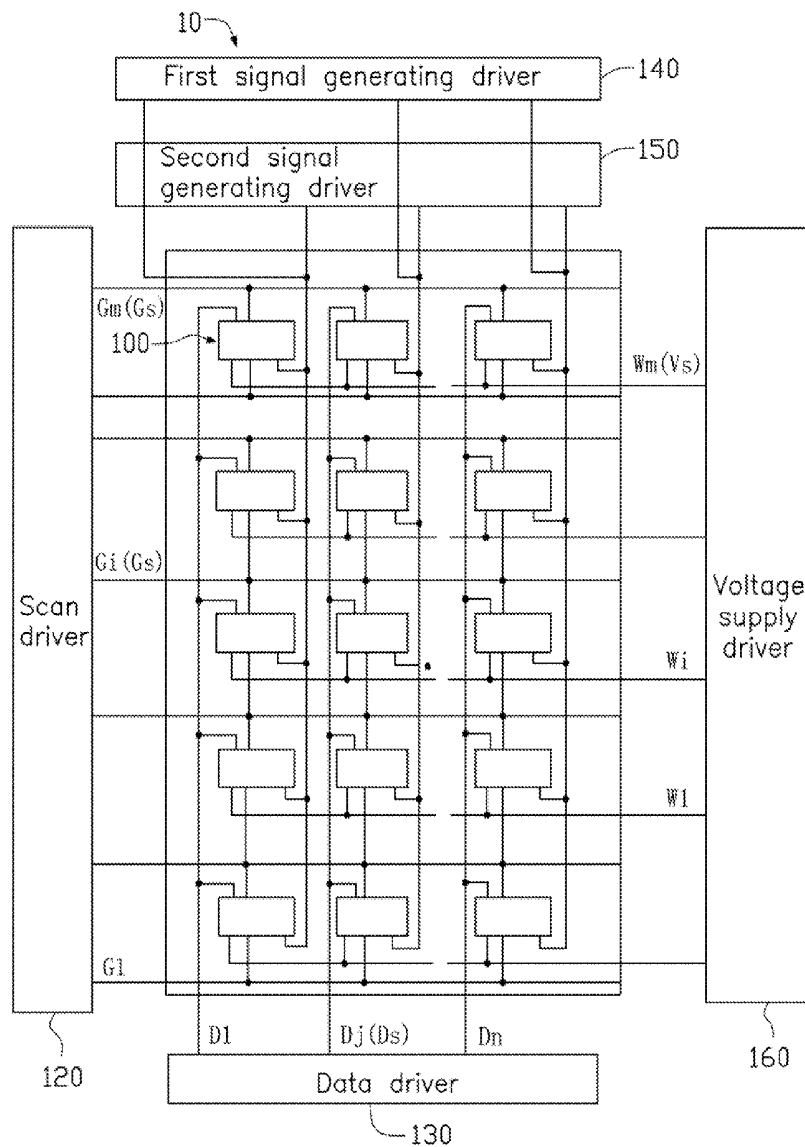 10
First signal generating driver
140
Second signal
generating driver
150
Gm(Gs)
100
Wm(Vs)
Gi(Gs)
Scan
driver
Voltage
supply
driver
Wi
W1
G1
D1
Dj(Ds)
Dn
120
160
Data driver
130